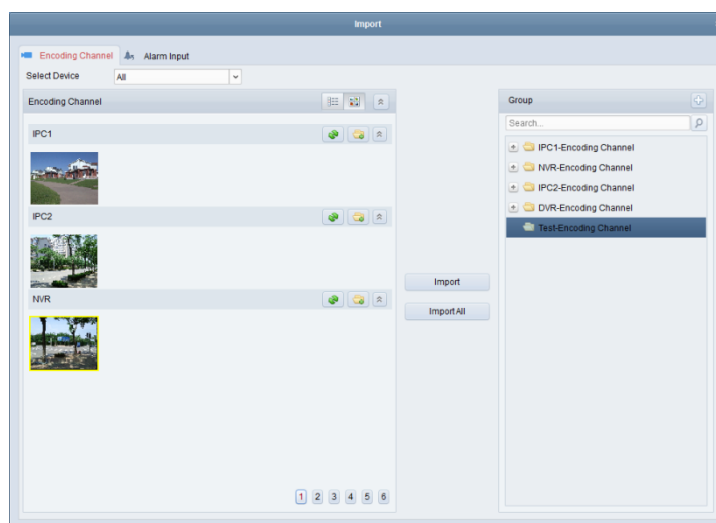 Import
Encoding Channel Alarm Input
Select Device All
Encoding Channel
IPC1
IPC2
NVR
1 2 3 4 5 6
Import
Import All
Group
Search...
IPC1-Encoding Channel
NVR-Encoding Channel
IPC2-Encoding Channel
DVR-Encoding Channel
Test-Encoding Channel